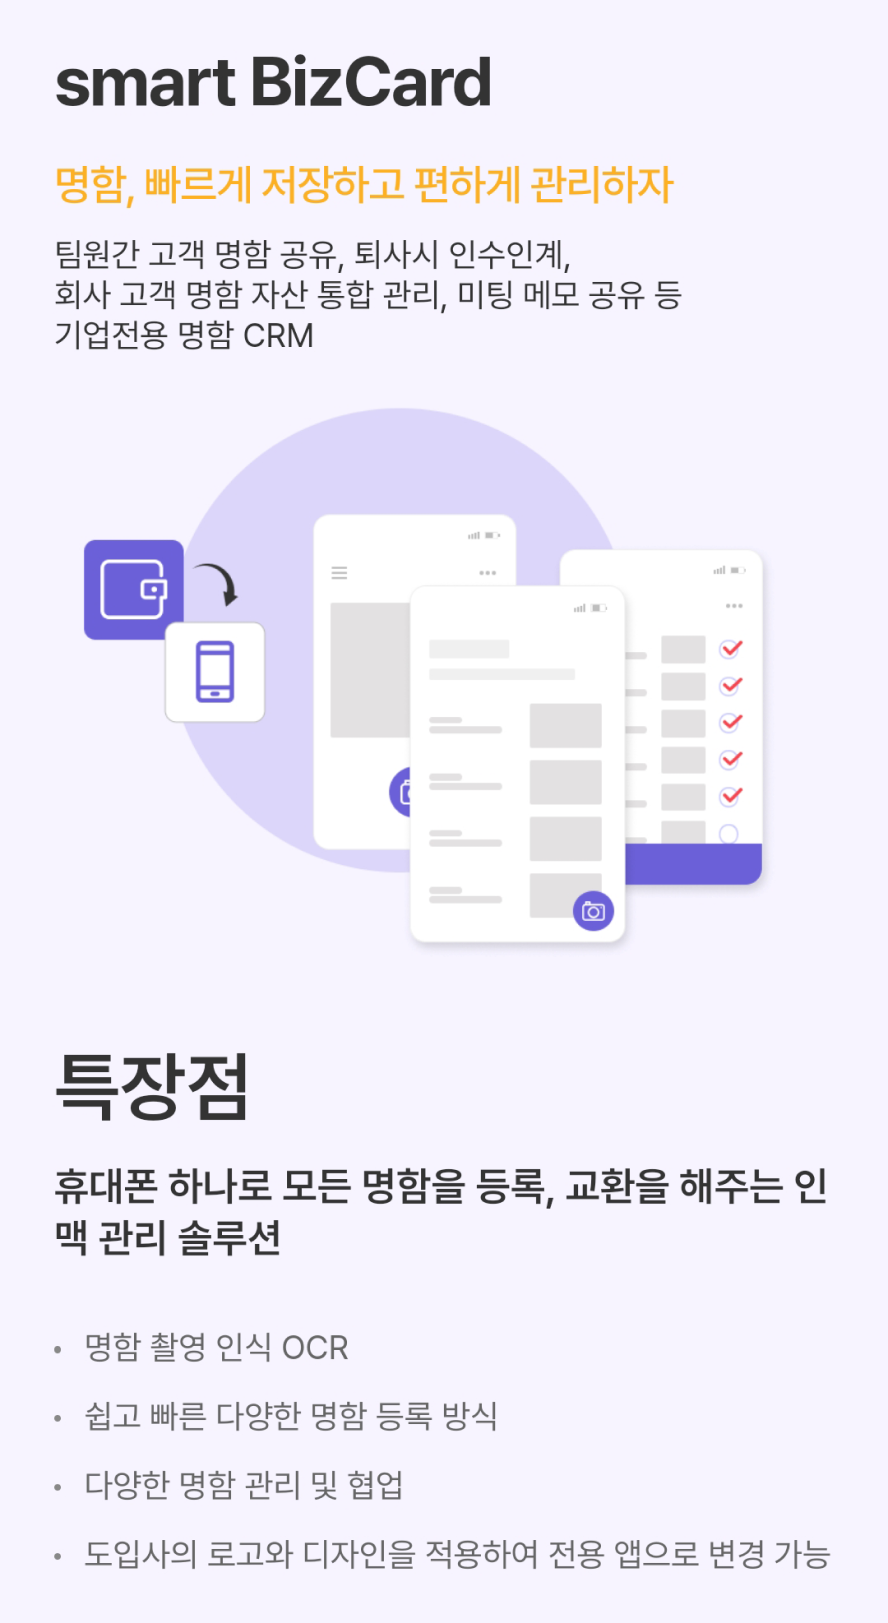 smart BizCard
명함, 빠르게 저장하고 편하게 관리하자
팀원간 고객 명함 공유, 퇴사시 인수인계,
회사 고객 명함 자산 통합 관리, 미팅 메모 공유 등
기업전용 명함 CRM
특장점
휴대폰 하나로 모든 명함을 등록, 교환을 해주는 인
맥 관리 솔루션
• 명함 촬영 인식 OCR
• 쉽고 빠른 다양한 명함 등록 방식
• 다양한 명함 관리 및 협업
• 도입사의 로고와 디자인을 적용하여 전용 앱으로 변경 가능